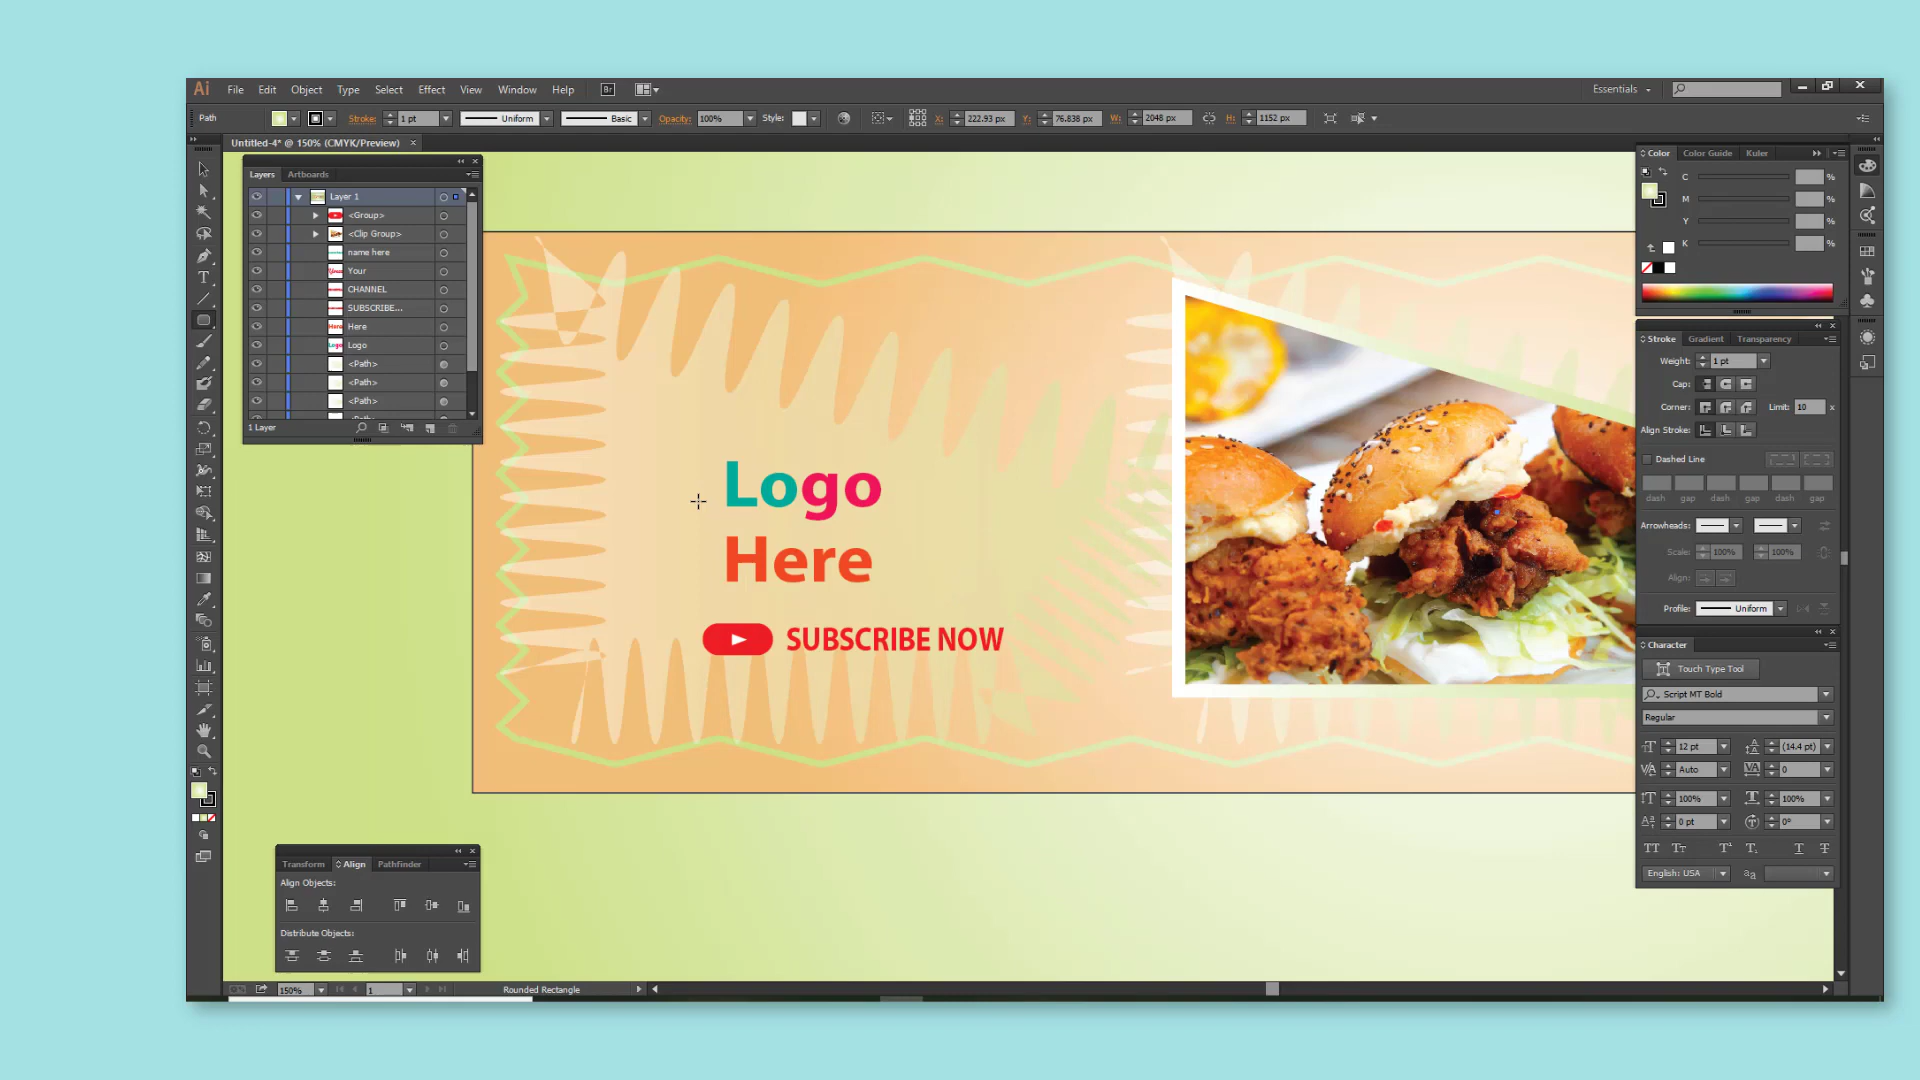 Ai File Edit Object Type Select Effect View Window Help Br Essentials
Path Stroke: 1 pt Uniform Basic Opacity: 100% Style: X: 222.93 px Y: 76.838 px W: 2048 px H: 1152 px
Untitled-4* @ 150% (CMYK/Preview) ×
Layers Artboards
Layer 1
<Group>
<Clip Group>
name here
Your
CHANNEL
SUBSCRIBE...
Here
Logo
<Path>
<Path>
<Path>
1 Layer
Logo
Here
SUBSCRIBE NOW
Color Color Guide Kuler
C %
M %
Y %
K %
Stroke Gradient Transparency
Weight: 1 pt
Cap:
Corner: Limit: 10 x
Align Stroke:
Dashed Line
dash gap dash gap dash gap
Arrowheads:
Scale: 100% 100%
Align:
Profile: Uniform
Character
Touch Type Tool
Script MT Bold
Regular
12 pt (14.4 pt)
Auto 0
100% 100%
0 pt 0°
English: USA
Transform Align Pathfinder
Align Objects:
Distribute Objects:
150% 1 Rounded Rectangle